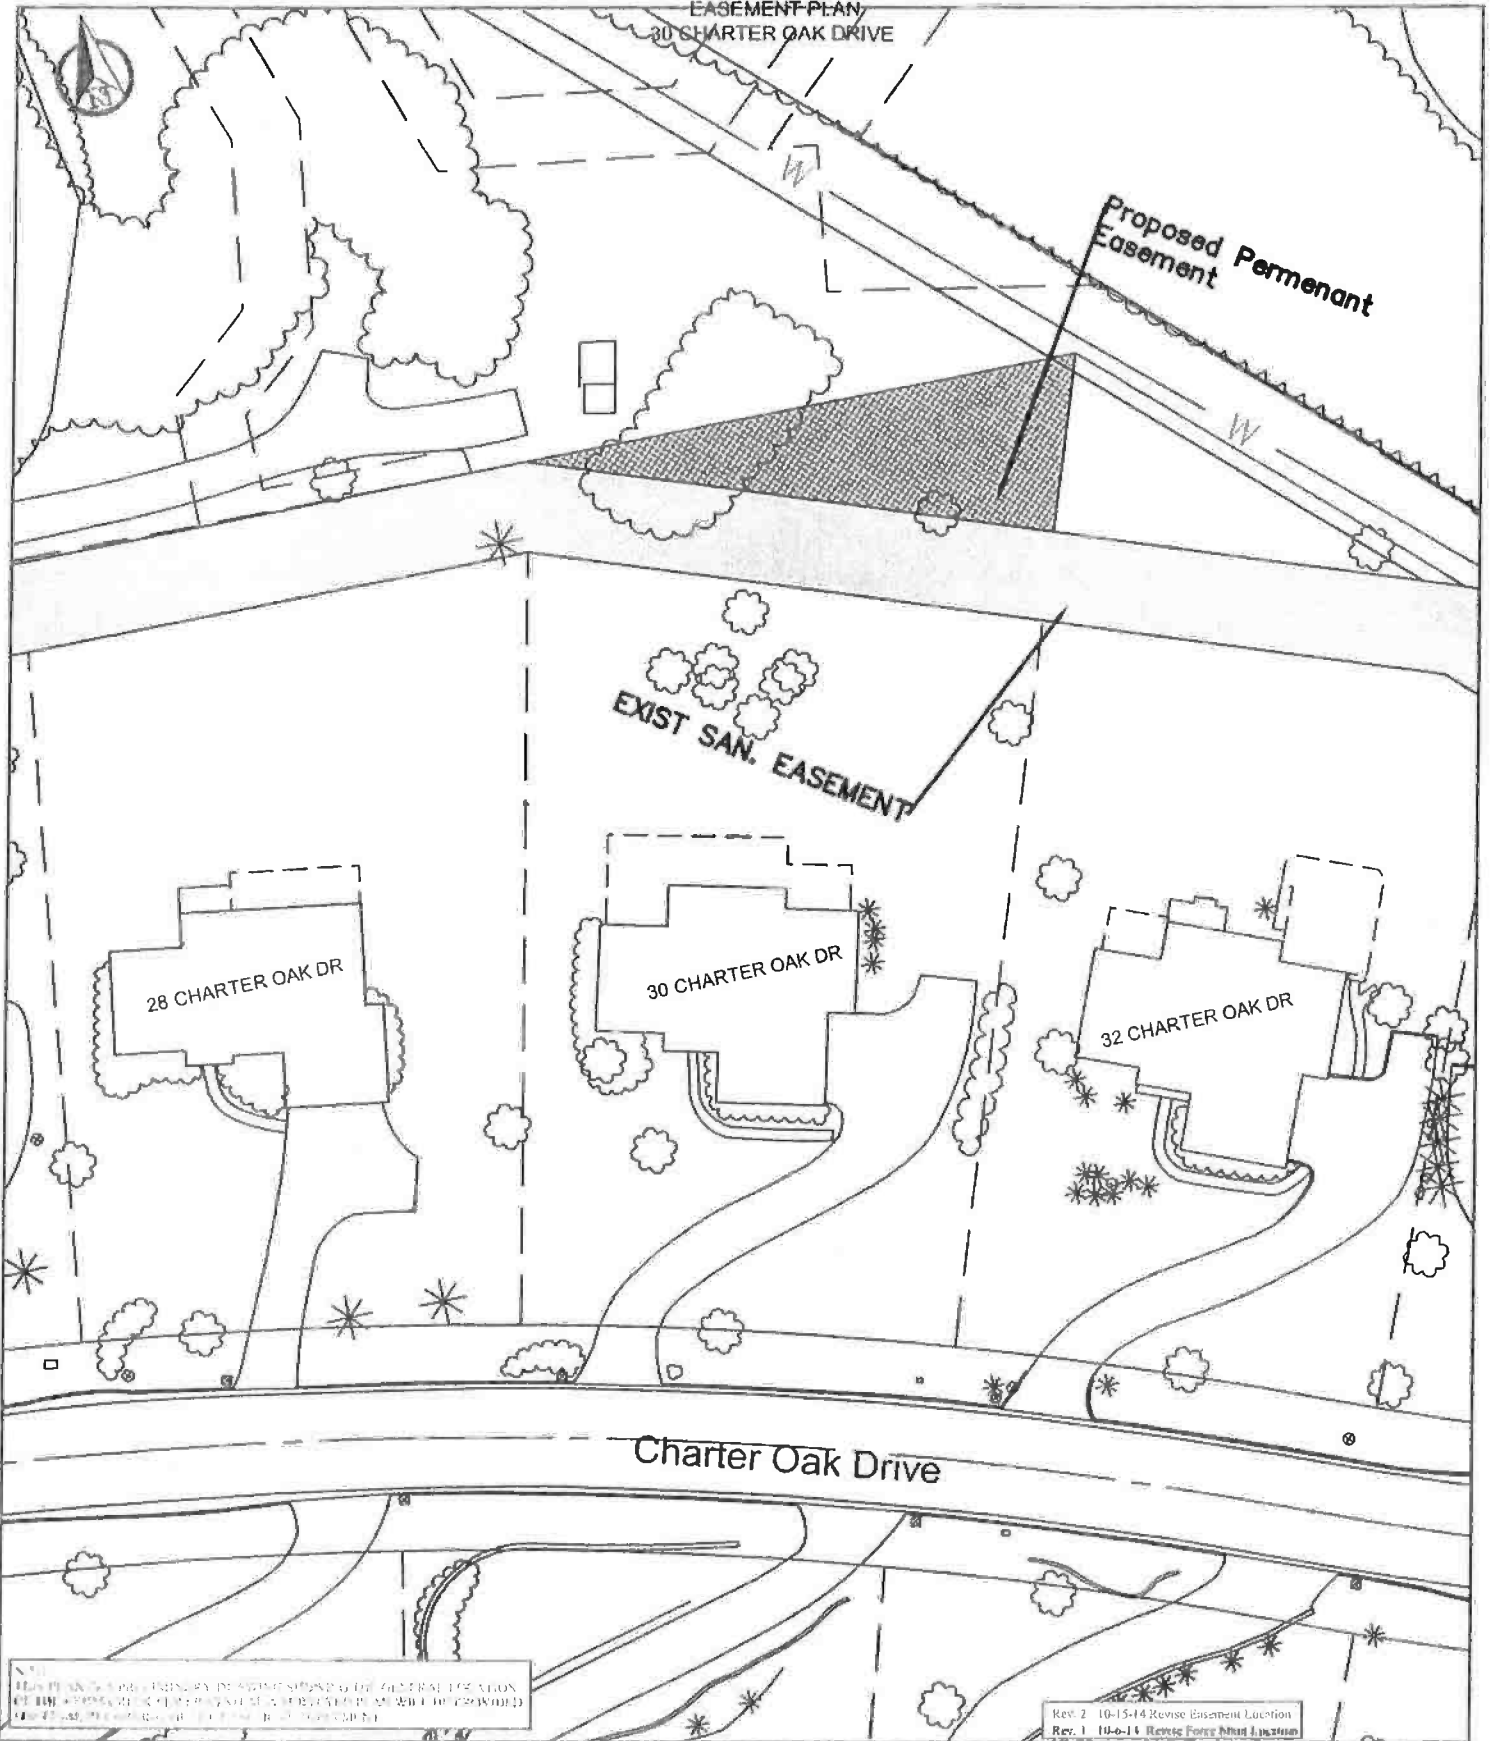 EASEMENT PLAN
30 CHARTER OAK DRIVE
N
W
Proposed Permenant
Easement
W
EXIST SAN. EASEMENT
28 CHARTER OAK DR
30 CHARTER OAK DR
32 CHARTER OAK DR
Charter Oak Drive
Rev. 2 10-15-14 Revise Easement Location
Rev. 1 10-6-14 Revise Force Main Location